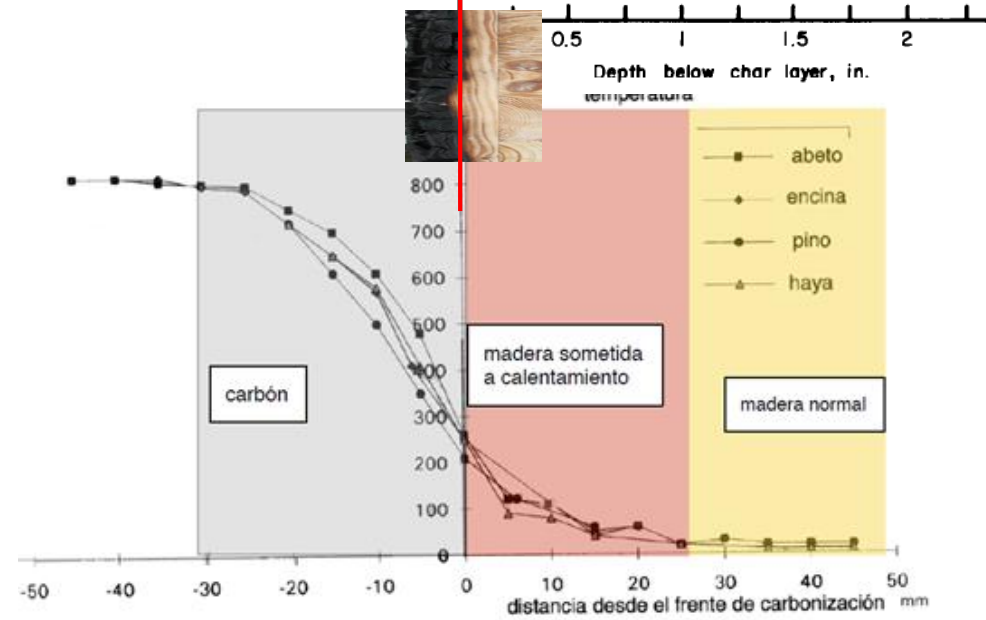 0.5 1 1.5 2
Depth below char layer, in.
temperatura
800
700
600
500
400
300
200
100
0
abeto
encina
pino
haya
carbón
madera sometida
a calentamiento
madera normal
-50 -40 -30 -20 -10 0 10 20 30 40 50
distancia desde el frente de carbonización mm